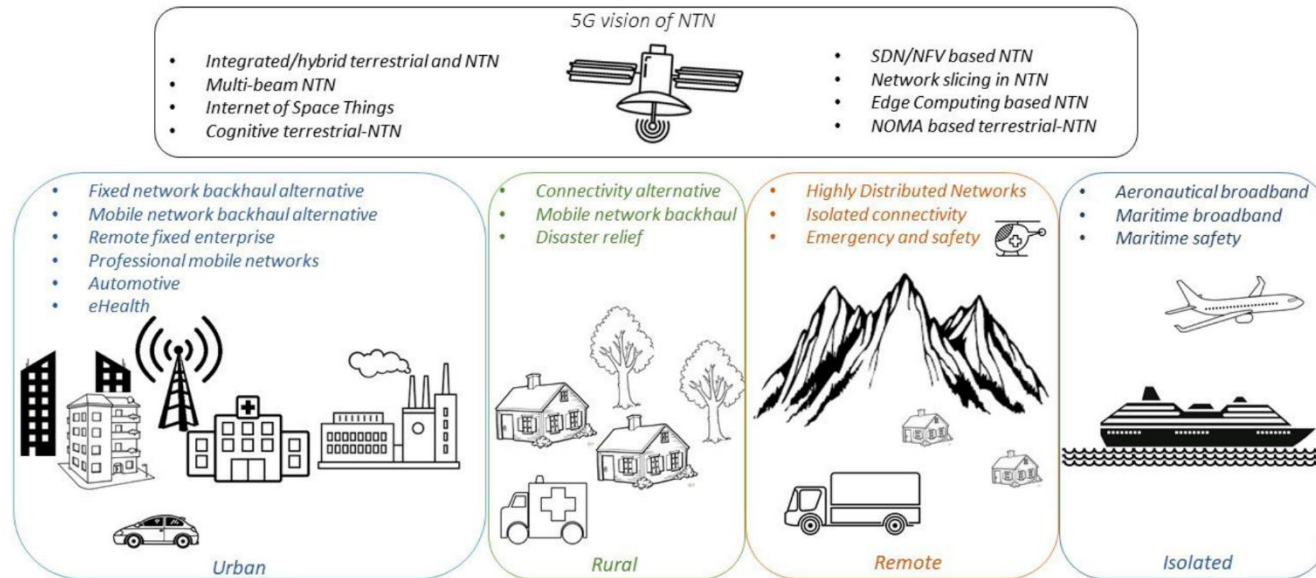 5G vision of NTN
• Integrated/hybrid terrestrial and NTN
• Multi-beam NTN
• Internet of Space Things
• Cognitive terrestrial-NTN
• SDN/NFV based NTN
• Network slicing in NTN
• Edge Computing based NTN
• NOMA based terrestrial-NTN
• Fixed network backhaul alternative
• Mobile network backhaul alternative
• Remote fixed enterprise
• Professional mobile networks
• Automotive
• eHealth
Urban
• Connectivity alternative
• Mobile network backhaul
• Disaster relief
Rural
• Highly Distributed Networks
• Isolated connectivity
• Emergency and safety
Remote
• Aeronautical broadband
• Maritime broadband
• Maritime safety
Isolated